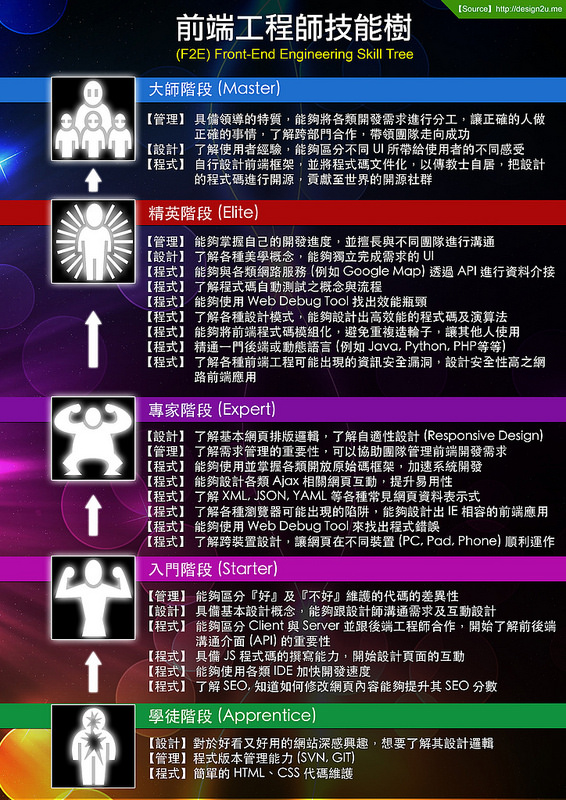 【Source】http://design2u.me
前端工程師技能樹
(F2E) Front-End Engineering Skill Tree
大師階段 (Master)
【管理】 具備領導的特質，能夠將各類開發需求進行分工，讓正確的人做
正確的事情，了解跨部門合作，帶領團隊走向成功
【設計】 了解使用者經驗，能夠區分不同 UI 所帶給使用者的不同感受
【程式】 自行設計前端框架，並將程式碼文件化，以傳教士自居，把設計
的程式碼進行開源，貢獻至世界的開源社群
精英階段 (Elite)
【管理】 能夠掌握自己的開發進度，並擅長與不同團隊進行溝通
【設計】 了解各種美學概念，能夠獨立完成需求的 UI
【程式】 能夠與各類網路服務 (例如 Google Map) 透過 API 進行資料介接
【程式】 了解程式碼自動測試之概念與流程
【程式】 能夠使用 Web Debug Tool 找出效能瓶頸
【程式】 了解各種設計模式，能夠設計出高效能的程式碼及演算法
【程式】 能夠將前端程式碼模組化，避免重複造輪子，讓其他人使用
【程式】 精通一門後端或動態語言 (例如 Java, Python, PHP等等)
【程式】 了解各種前端工程可能出現的資訊安全漏洞，設計安全性高之網
路前端應用
專家階段 (Expert)
【設計】 了解基本網頁排版邏輯，了解自適性設計 (Responsive Design)
【管理】 了解需求管理的重要性，可以協助團隊管理前端開發需求
【程式】 能夠使用並掌握各類開放原始碼框架，加速系統開發
【程式】 能夠設計各類 Ajax 相關網頁互動，提升易用性
【程式】 了解 XML, JSON, YAML 等各種常見網頁資料表示式
【程式】 了解各種瀏覽器可能出現的陷阱，能夠設計出 IE 相容的前端應用
【程式】 能夠使用 Web Debug Tool 來找出程式錯誤
【程式】 了解跨裝置設計，讓網頁在不同裝置 (PC, Pad, Phone) 順利運作
入門階段 (Starter)
【管理】 能夠區分『好』及『不好』維護的代碼的差異性
【設計】 具備基本設計概念，能夠跟設計師溝通需求及互動設計
【程式】 能夠區分 Client 與 Server 並跟後端工程師合作，開始了解前後端
溝通介面 (API) 的重要性
【程式】 具備 JS 程式碼的撰寫能力，開始設計頁面的互動
【程式】 能夠使用各類 IDE 加快開發速度
【程式】 了解 SEO, 知道如何修改網頁內容能夠提升其 SEO 分數
學徒階段 (Apprentice)
【設計】 對於好看又好用的網站深感興趣，想要了解其設計邏輯
【管理】 程式版本管理能力 (SVN, GIT)
【程式】 簡單的 HTML、CSS 代碼維護